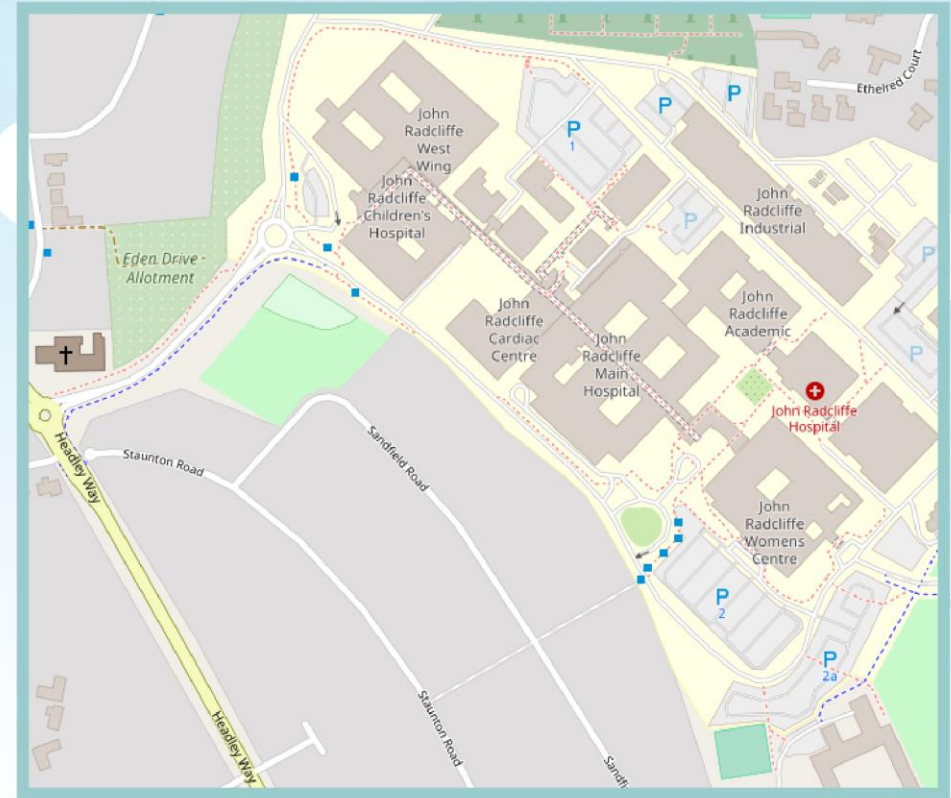 Ethelred Court
P
P
P
1
John
Radcliffe
West
Wing
John
Radcliffe
Children's
Hospital
John
Radcliffe
Industrial
P
P
Eden Drive
Allotment
John
Radcliffe
Cardiac
Centre
John
Radcliffe
Academic
John
Radcliffe
Main
Hospital
P
John Radcliffe
Hospital
Headley Way
Staunton Road
Sandfield Road
John
Radcliffe
Womens
Centre
P
2
P
2a
Staunton Road
Headley Way
Sandfi